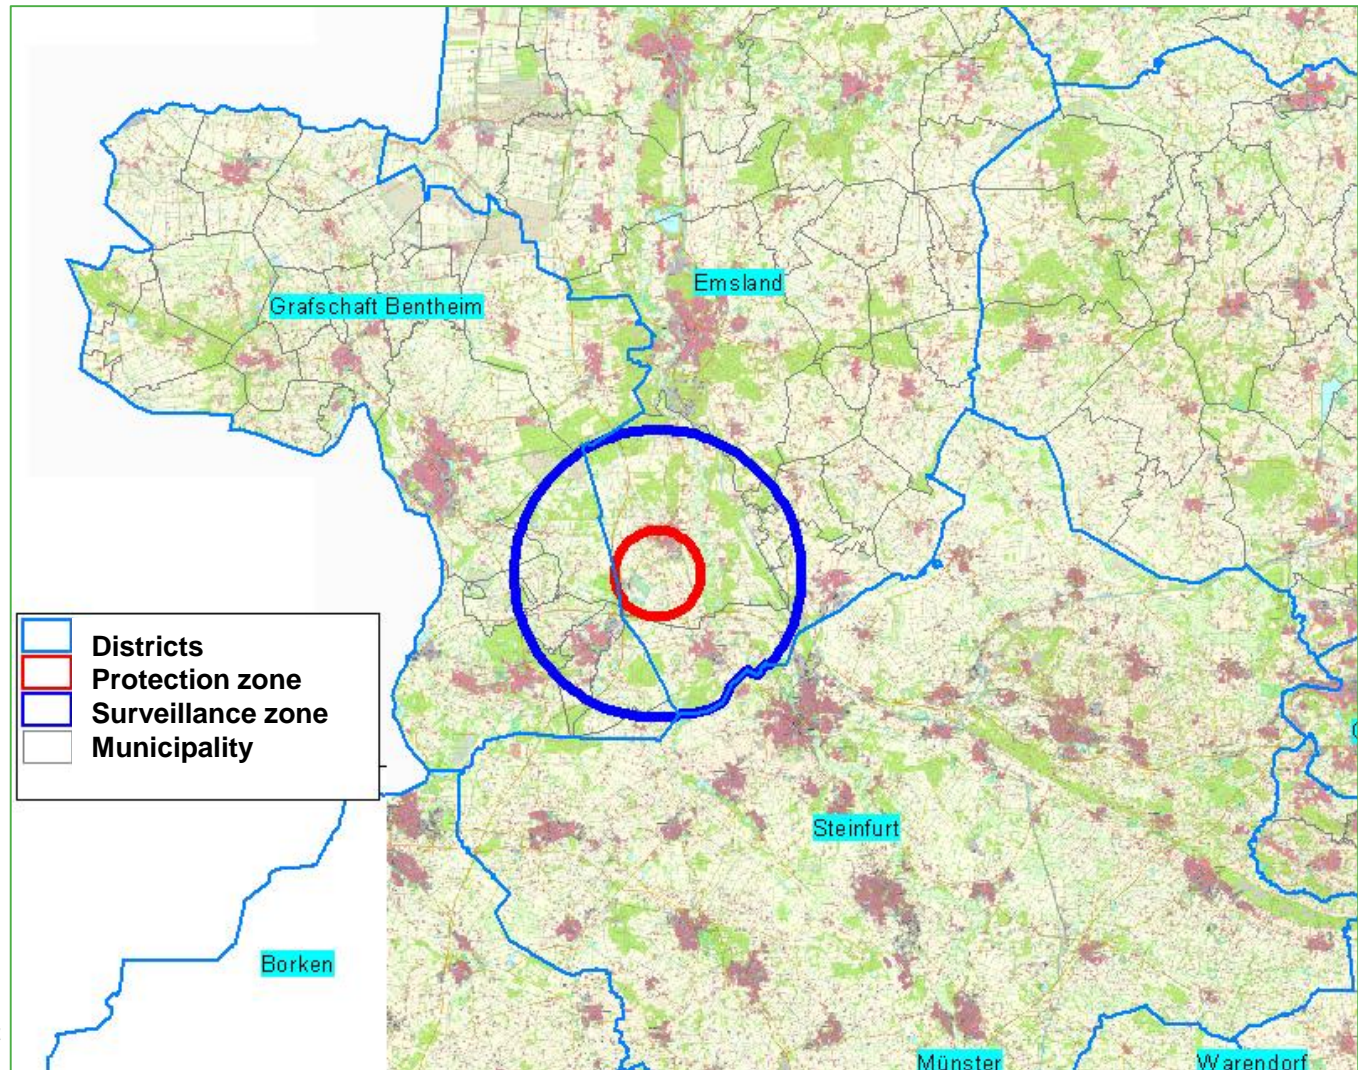 Emsland
Grafschaft Bentheim
Districts
Protection zone
Surveillance zone
Municipality
Steinfurt
Borken
Münster
Warendorf